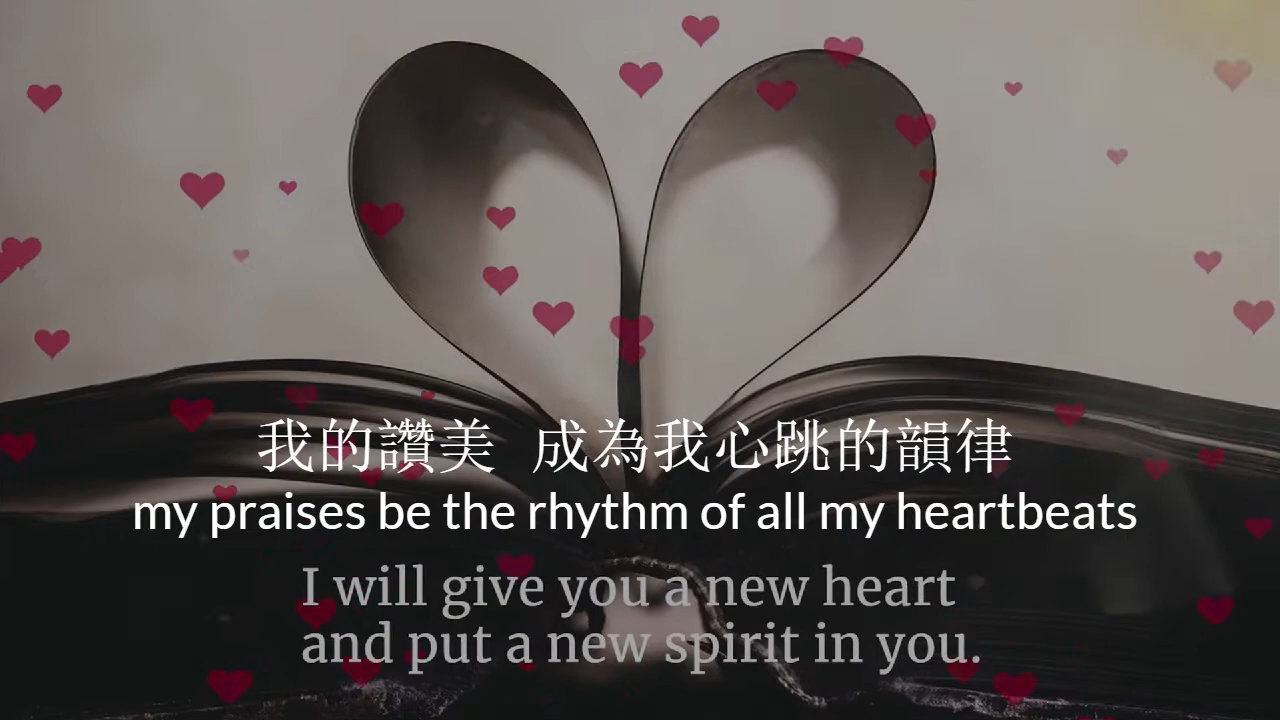 我的讚美 成為我心跳的韻律
my praises be the rhythm of all my heartbeats
I will give you a new heart
and put a new spirit in you.